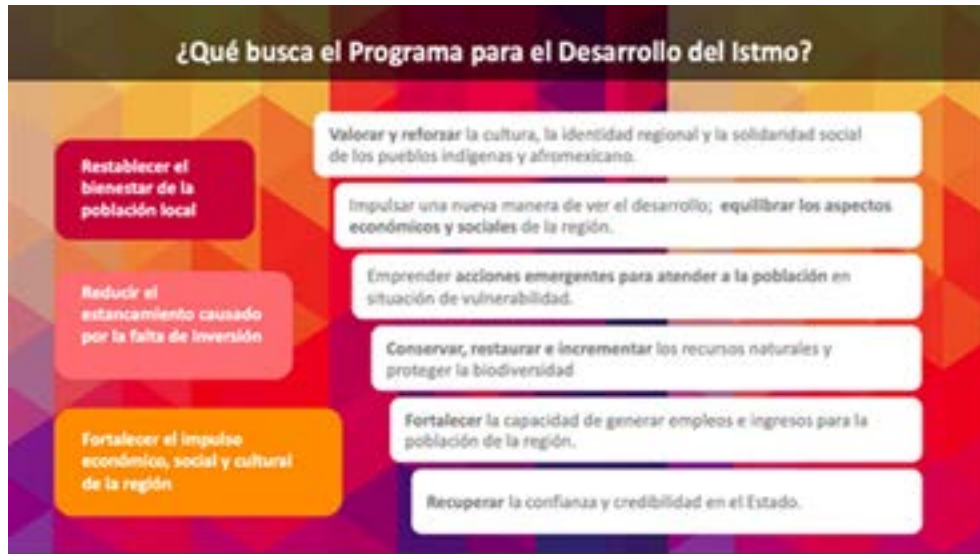 ¿Qué busca el Programa para el Desarrollo del Istmo?
Restablecer el
bienestar de la
población local
Reducir el
estancamiento causado
por la falta de inversión
Fortalecer el impulso
económico, social y cultural
de la región
Valorar y reforzar la cultura, la identidad regional y la solidaridad social
de los pueblos indígenas y afromexicano.
Impulsar una nueva manera de ver el desarrollo; equilibrar los aspectos
económicos y sociales de la región.
Emprender acciones emergentes para atender a la población en
situación de vulnerabilidad.
Conservar, restaurar e incrementar los recursos naturales y
proteger la biodiversidad
Fortalecer la capacidad de generar empleos e ingresos para la
población de la región.
Recuperar la confianza y credibilidad en el Estado.